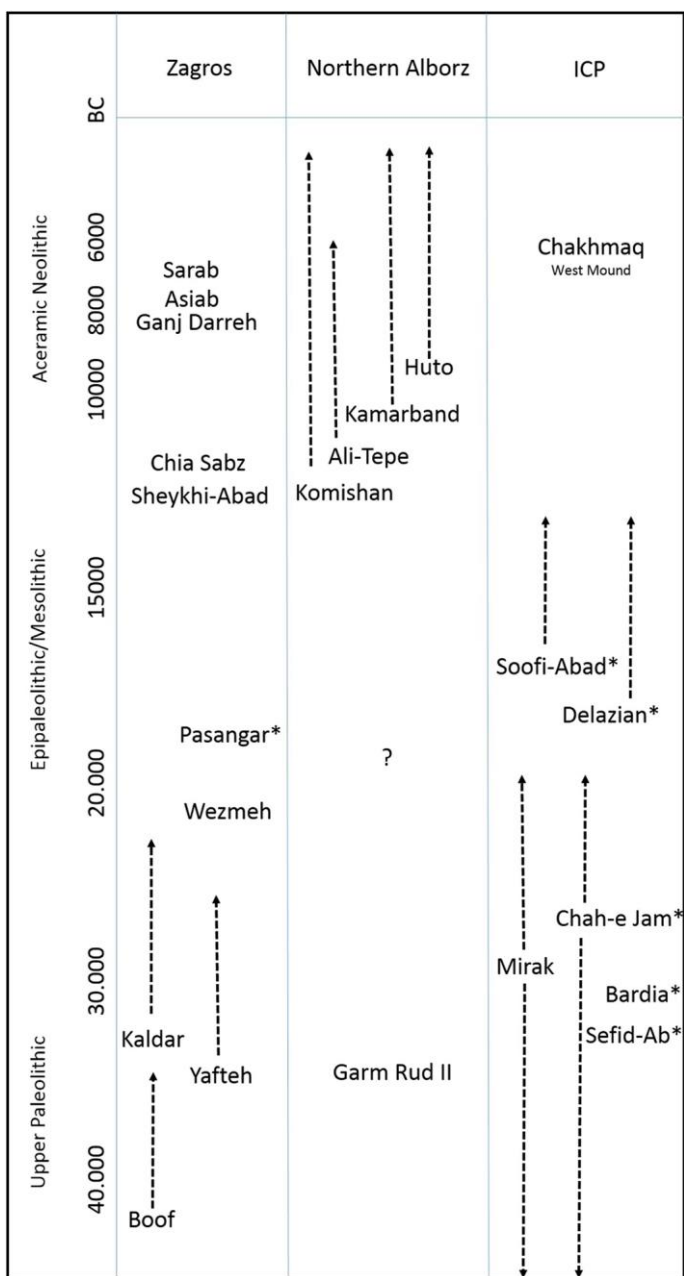 BC
Zagros
Northern Alborz
ICP
Aceramic Neolithic
Epipaleolithic/Mesolithic
Upper Paleolithic
6000
8000
10000
15000
20.000
30.000
40.000
Sarab
Asiab
Ganj Darreh
Chia Sabz
Sheykhi-Abad
Pasangar*
Wezmeh
Kaldar
Yafteh
Boof
Huto
Kamarband
Ali-Tepe
Komishan
?
Garm Rud II
Chakhmaq
West Mound
Soofi-Abad*
Delazian*
Chah-e Jam*
Mirak
Bardia*
Sefid-Ab*